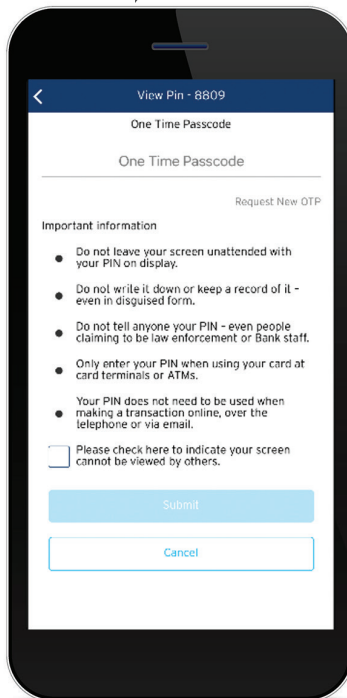 View Pin - 8809
One Time Passcode
One Time Passcode
Request New OTP
Important information
Do not leave your screen unattended with
your PIN on display.
Do not write it down or keep a record of it -
even in disguised form.
Do not tell anyone your PIN - even people
claiming to be law enforcement or Bank staff.
Only enter your PIN when using your card at
card terminals or ATMs.
Your PIN does not need to be used when
making a transaction online, over the
telephone or via email.
Please check here to indicate your screen
cannot be viewed by others.
Submit
Cancel